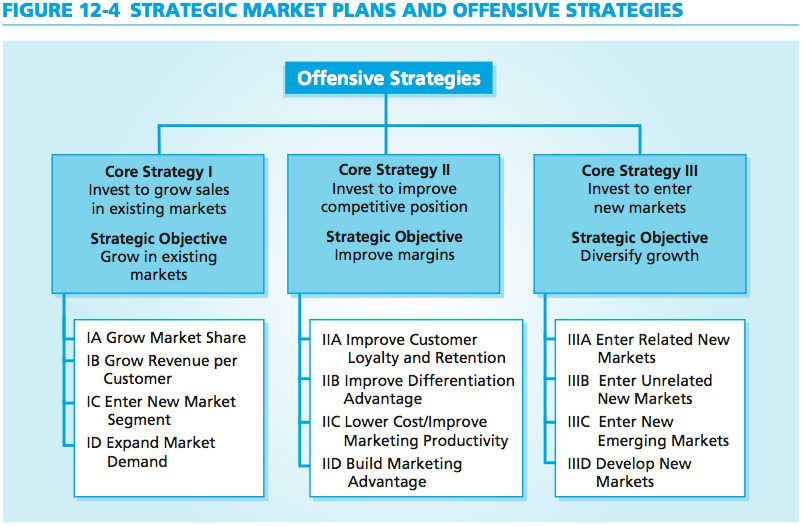 FIGURE 12-4 STRATEGIC MARKET PLANS AND OFFENSIVE STRATEGIES
Offensive Strategies
Core Strategy I
Invest to grow sales
in existing markets
Strategic Objective
Grow in existing
markets
Core Strategy II
Invest to improve
competitive position
Strategic Objective
Improve margins
Core Strategy III
Invest to enter
new markets
Strategic Objective
Diversify growth
IA Grow Market Share
IB Grow Revenue per
Customer
IC Enter New Market
Segment
ID Expand Market
Demand
IIA Improve Customer
Loyalty and Retention
IIB Improve Differentiation
Advantage
IIC Lower Cost/Improve
Marketing Productivity
IID Build Marketing
Advantage
IIIA Enter Related New
Markets
IIIB Enter Unrelated
New Markets
IIIC Enter New
Emerging Markets
IIID Develop New
Markets